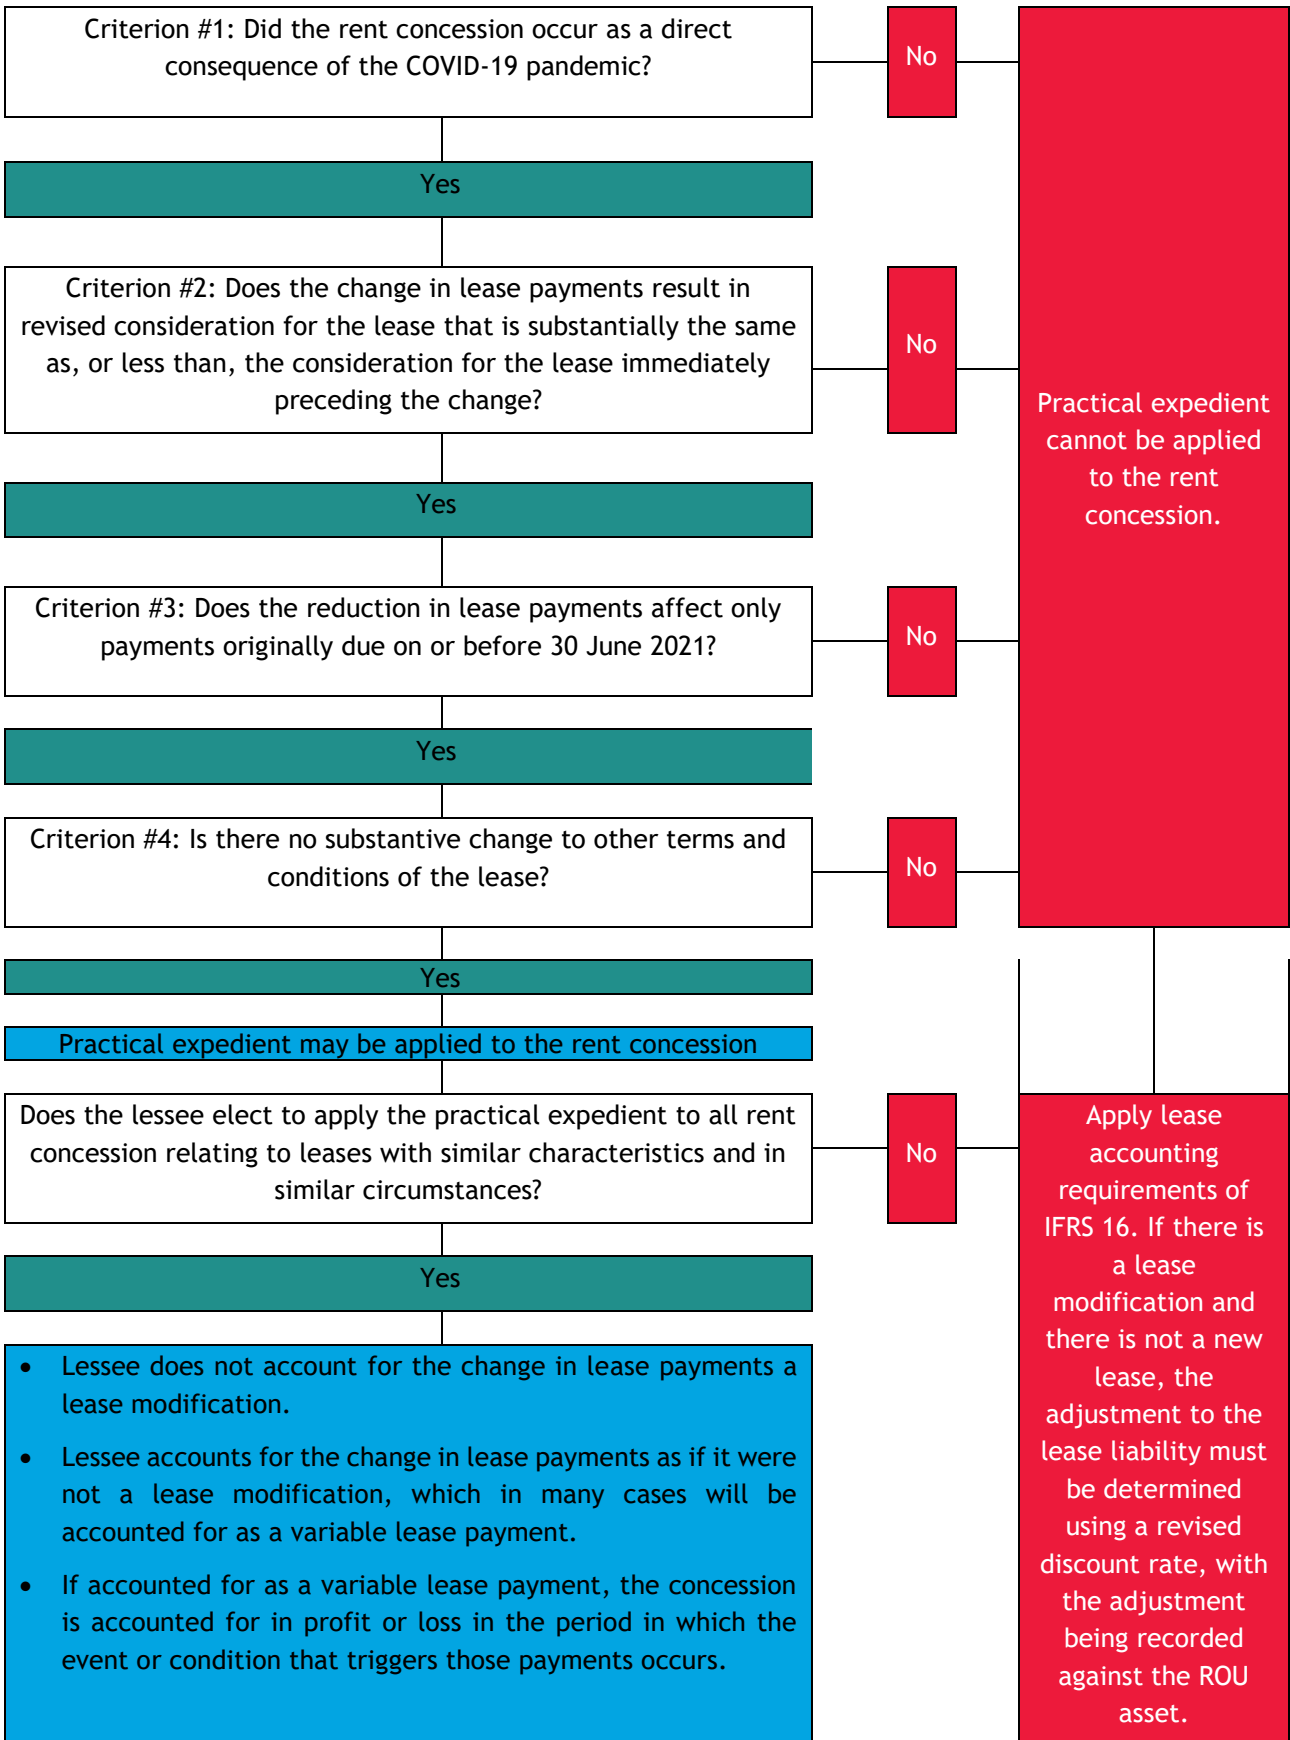 Criterion #1: Did the rent concession occur as a direct
consequence of the COVID-19 pandemic?
No
Yes
Criterion #2: Does the change in lease payments result in
revised consideration for the lease that is substantially the same
as, or less than, the consideration for the lease immediately
preceding the change?
No
Practical expedient
cannot be applied
to the rent
concession.
Yes
Criterion #3: Does the reduction in lease payments affect only
payments originally due on or before 30 June 2021?
No
Yes
Criterion #4: Is there no substantive change to other terms and
conditions of the lease?
No
Yes
Practical expedient may be applied to the rent concession
Does the lessee elect to apply the practical expedient to all rent
concession relating to leases with similar characteristics and in
similar circumstances?
No
Apply lease
accounting
requirements of
IFRS 16. If there is
a lease
modification and
there is not a new
lease, the
adjustment to the
lease liability must
be determined
using a revised
discount rate, with
the adjustment
being recorded
against the ROU
asset.
Yes
• Lessee does not account for the change in lease payments a
lease modification.
• Lessee accounts for the change in lease payments as if it were
not a lease modification, which in many cases will be
accounted for as a variable lease payment.
• If accounted for as a variable lease payment, the concession
is accounted for in profit or loss in the period in which the
event or condition that triggers those payments occurs.